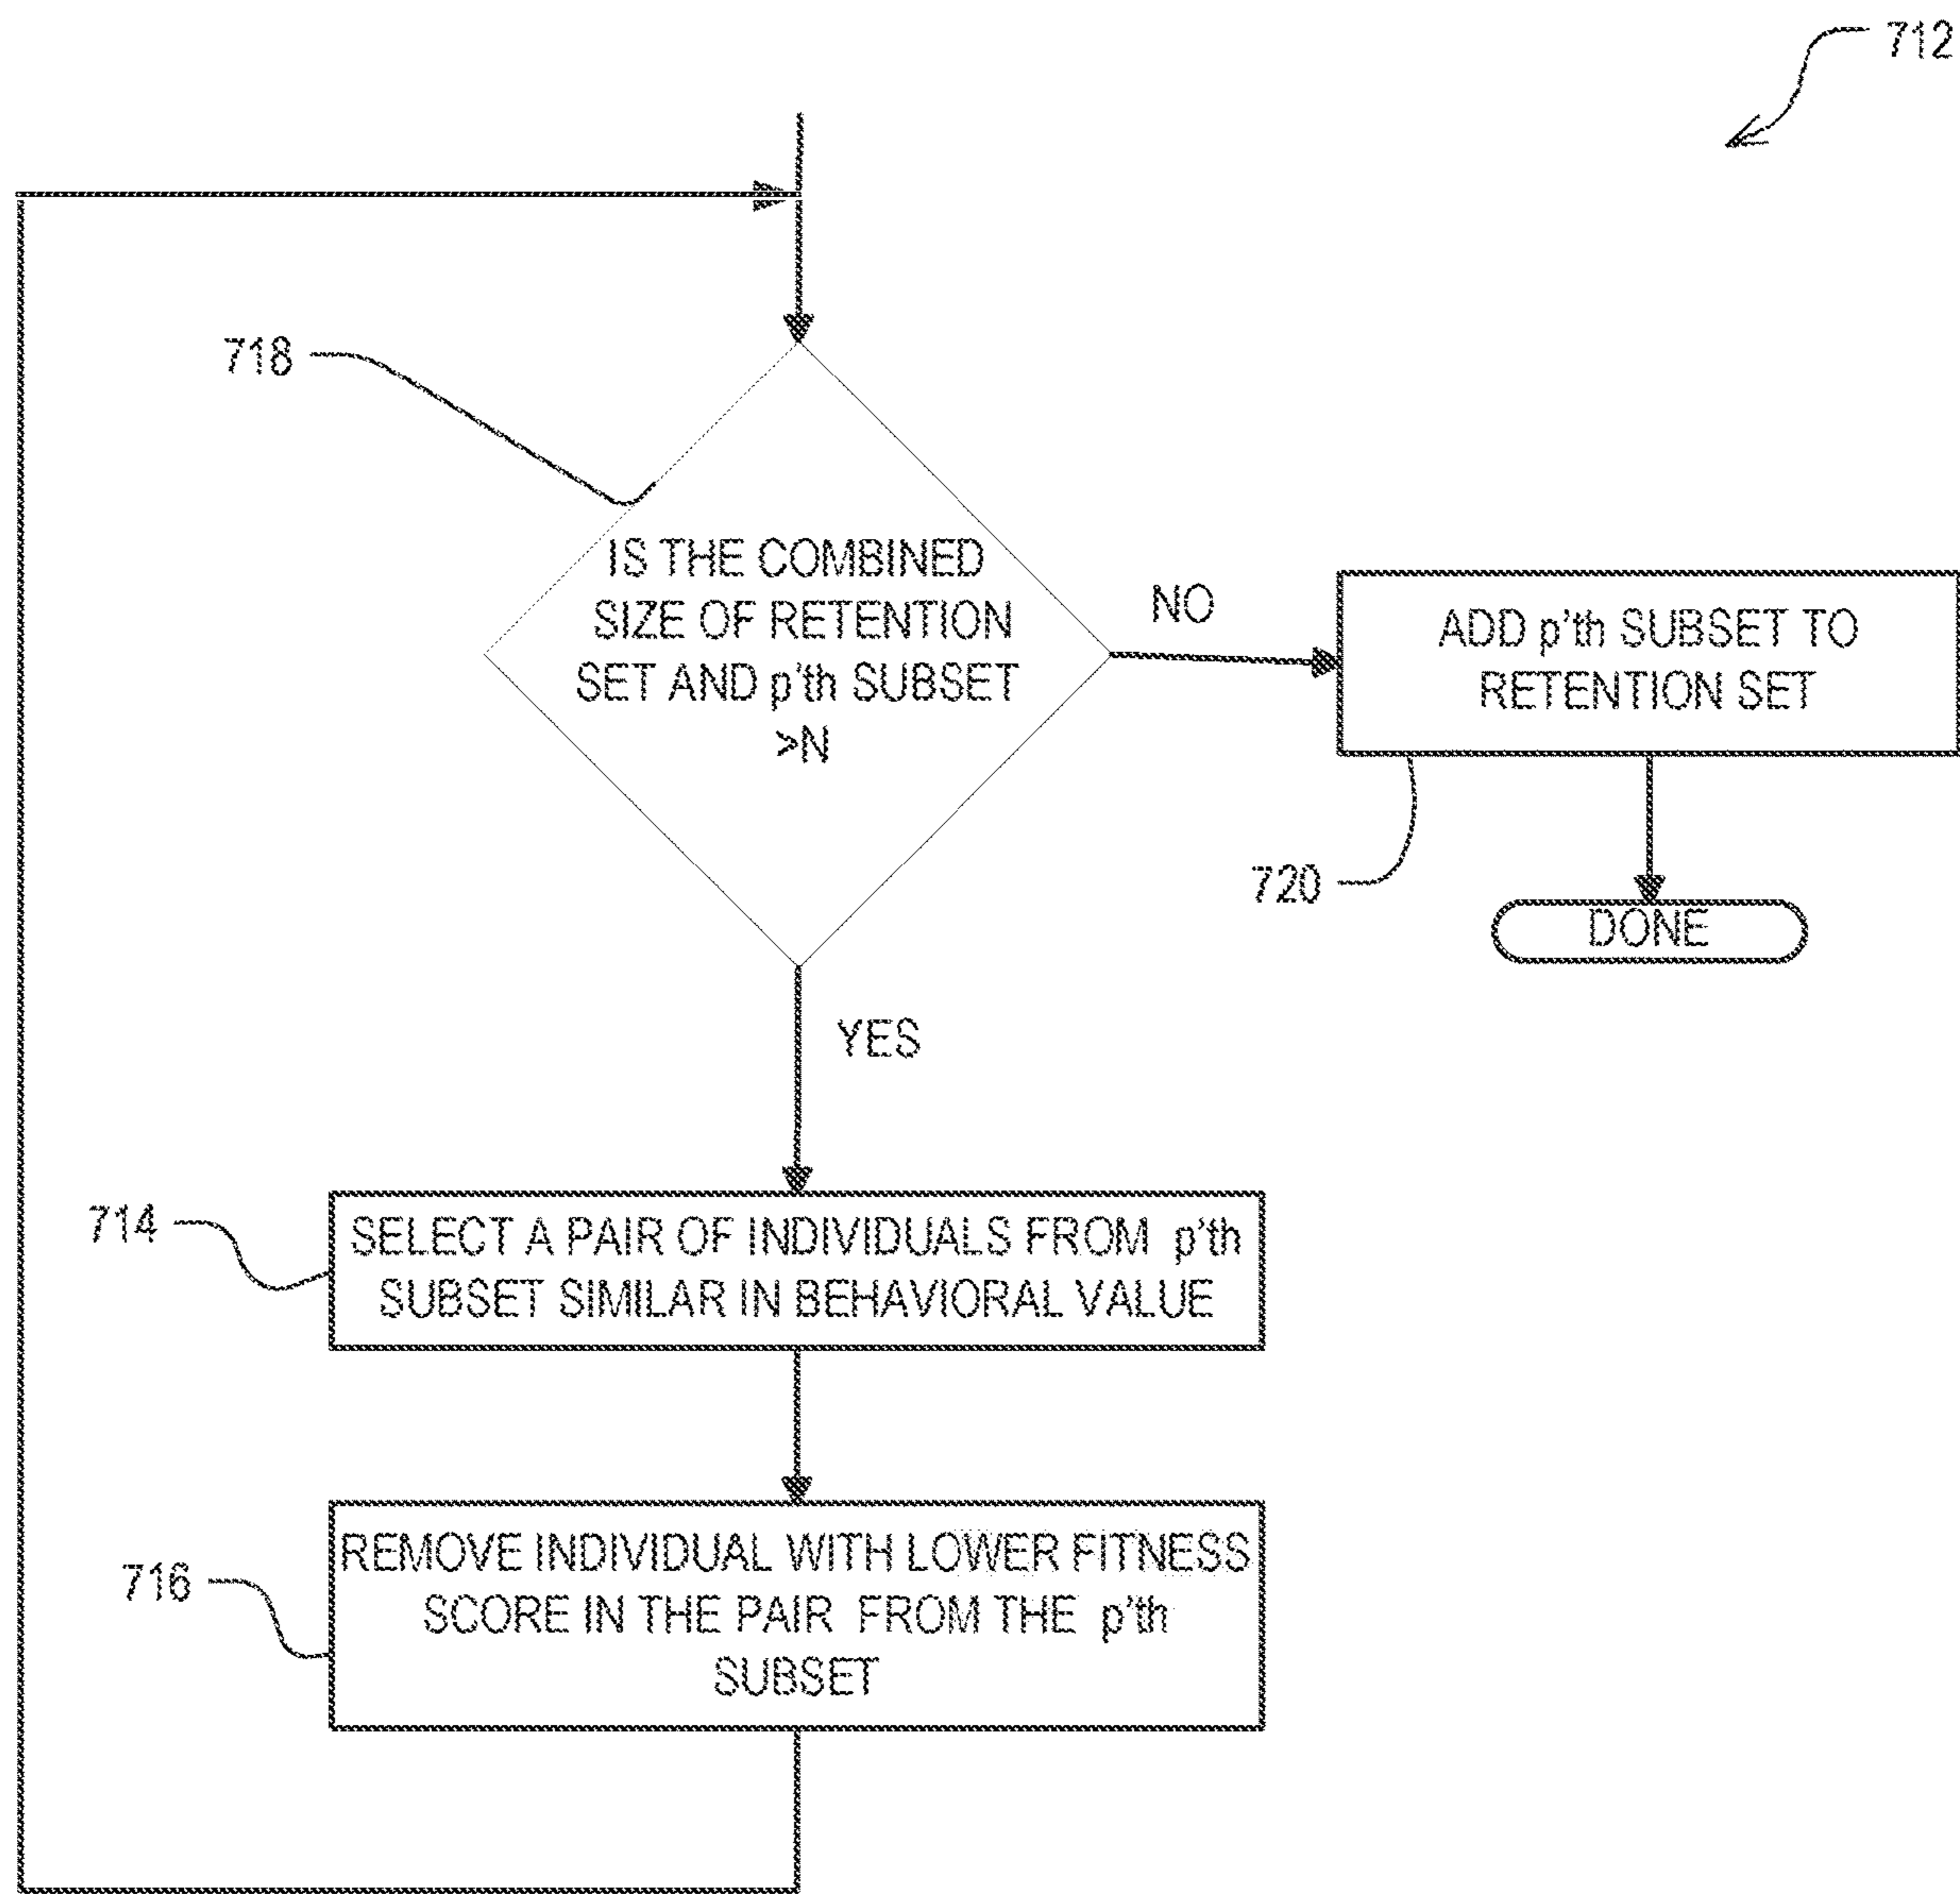 712
718
IS THE COMBINED
SIZE OF RETENTION
SET AND p'th SUBSET
>N
NO
ADD p'th SUBSET TO
RETENTION SET
720
DONE
YES
714
SELECT A PAIR OF INDIVIDUALS FROM p'th
SUBSET SIMILAR IN BEHAVIORAL VALUE
716
REMOVE INDIVIDUAL WITH LOWER FITNESS
SCORE IN THE PAIR FROM THE p'th
SUBSET